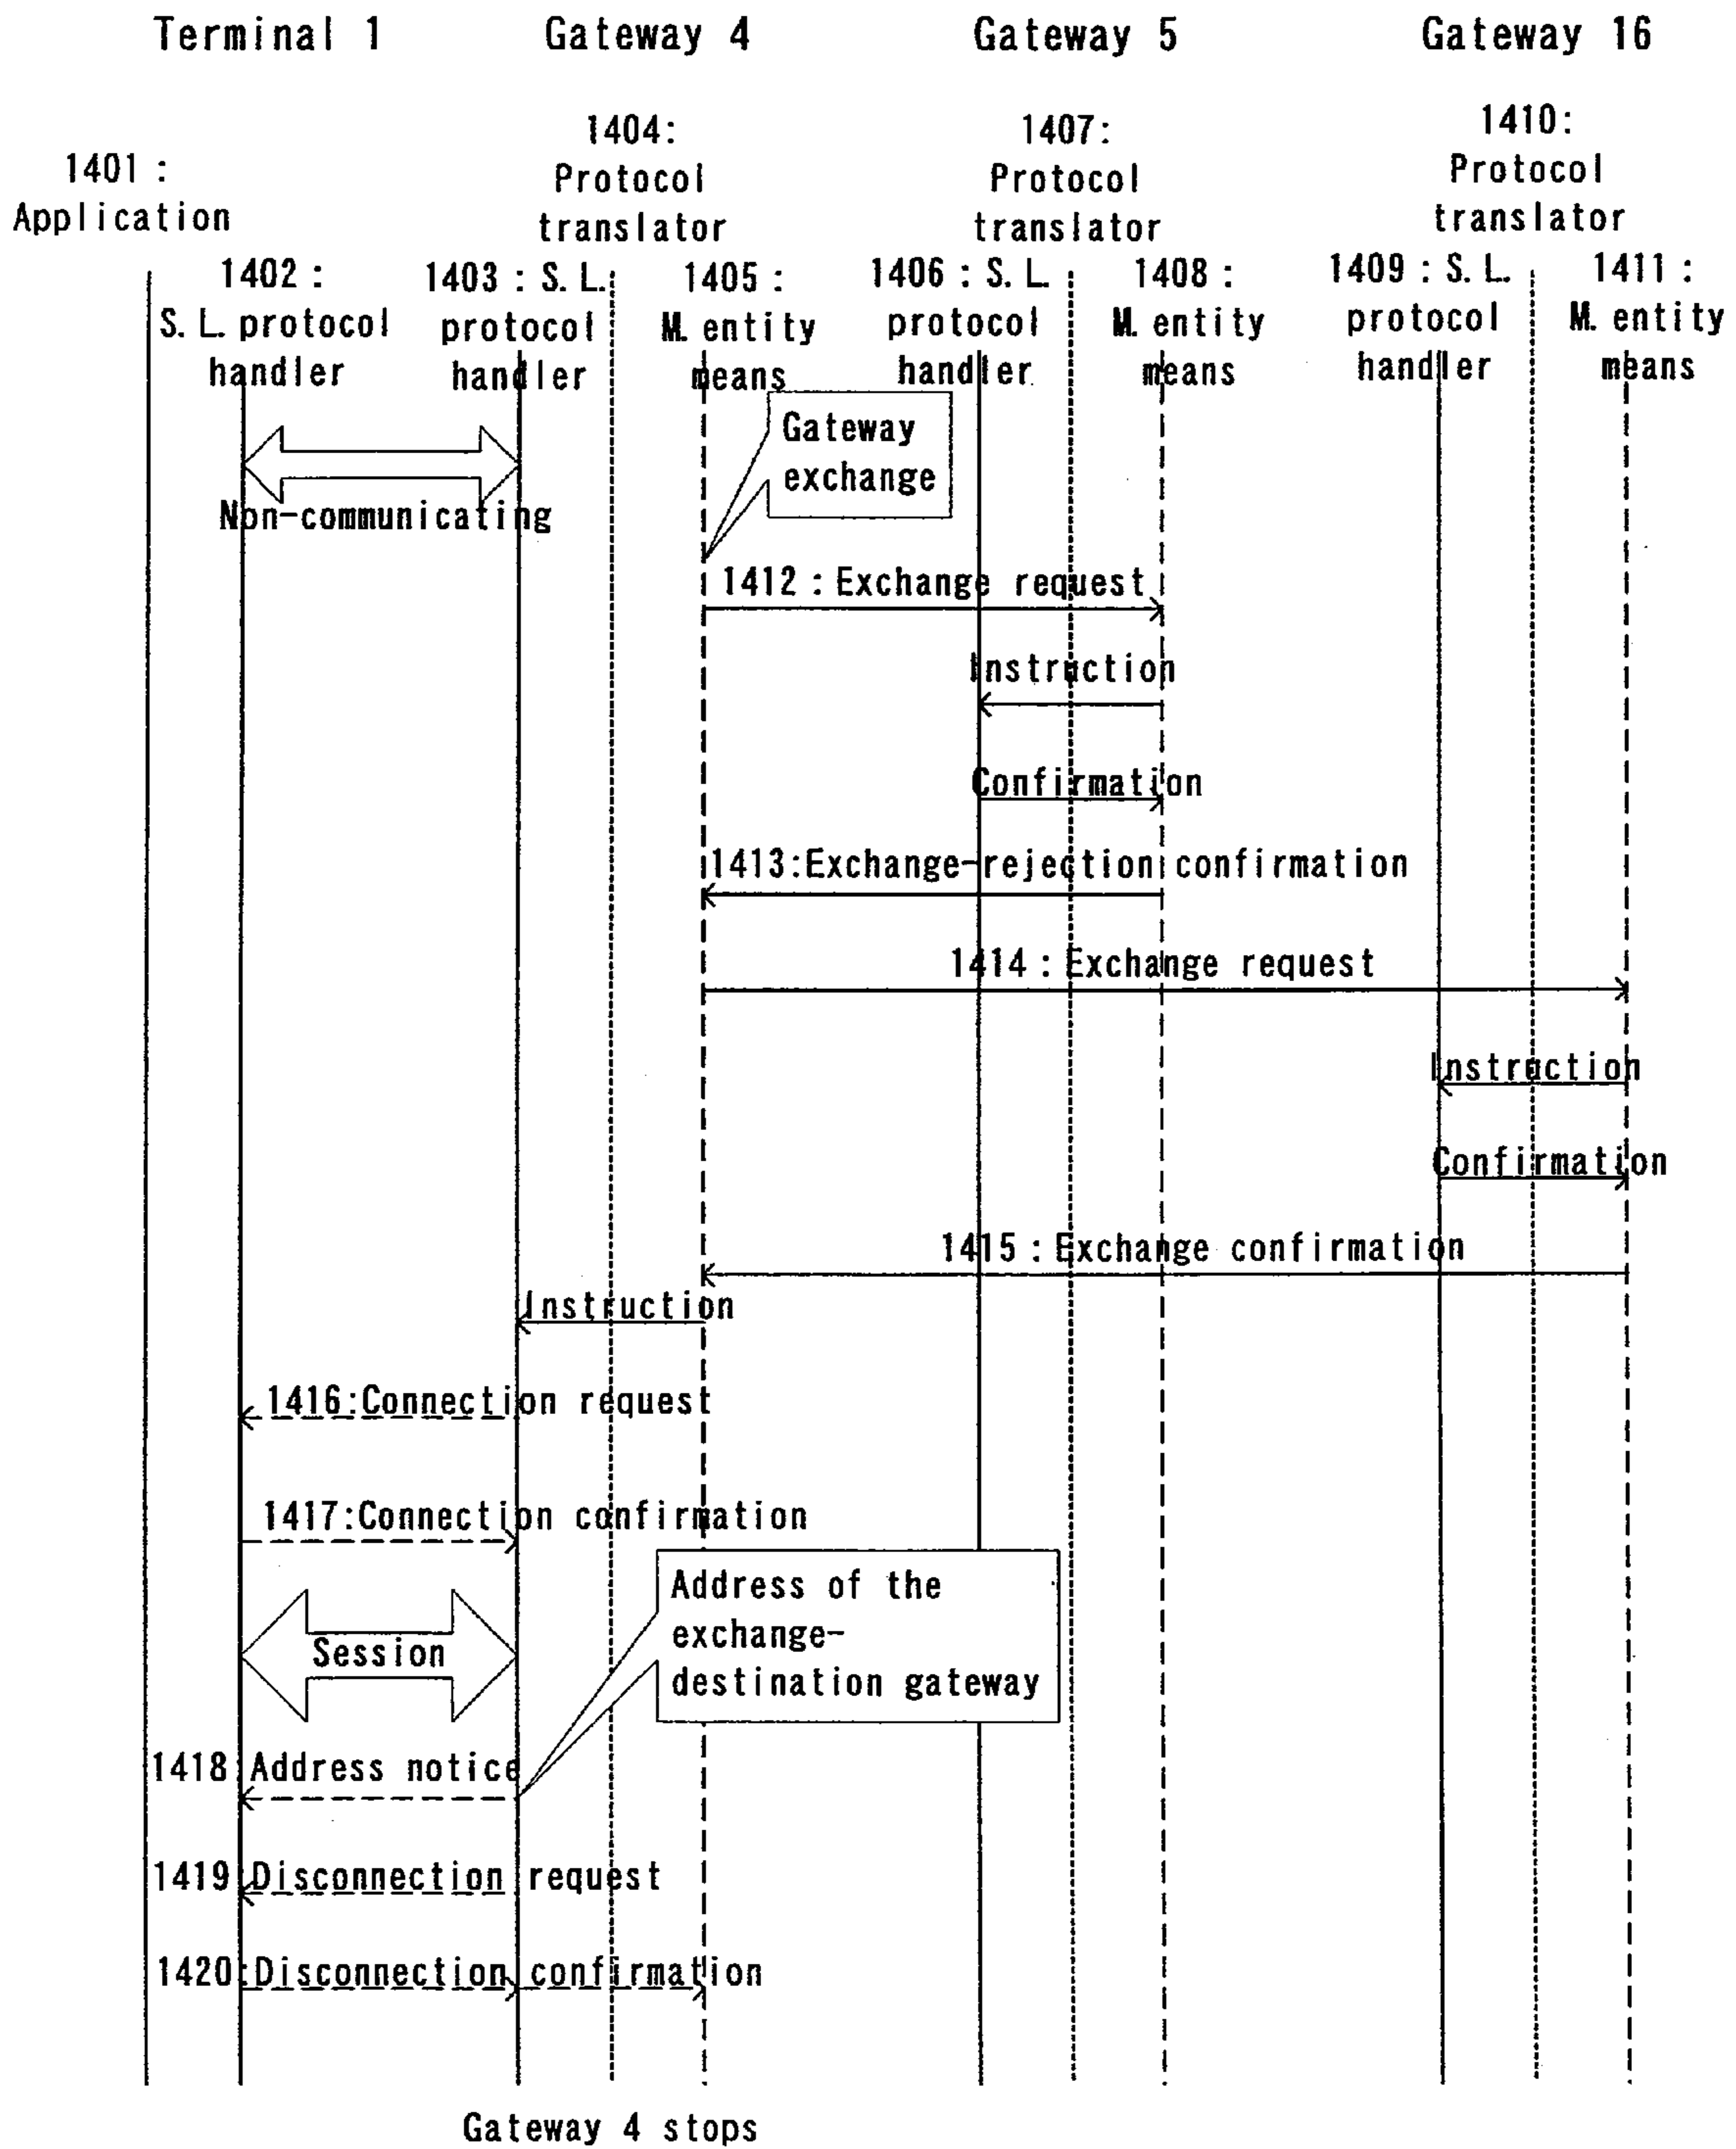 Terminal 1 Gateway 4 Gateway 5 Gateway 16
1401 :
Application
1402 :
S. L. protocol
handler
1403 : S. L.
protocol
handler
1404:
Protocol
translator
1405 :
M. entity
means
1406 : S. L.
protocol
handler
1407:
Protocol
translator
1408 :
M. entity
means
1409 : S. L.
protocol
handler
1410:
Protocol
translator
1411 :
M. entity
means
Non-communicating
Gateway
exchange
1412 : Exchange request
Instruction
Confirmation
1413:Exchange-rejection confirmation
1414 : Exchange request
Instruction
Confirmation
1415 : Exchange confirmation
Instruction
1416:Connection request
1417:Connection confirmation
Session
Address of the
exchange-
destination gateway
1418 Address notice
1419 Disconnection request
1420:Disconnection confirmation
Gateway 4 stops